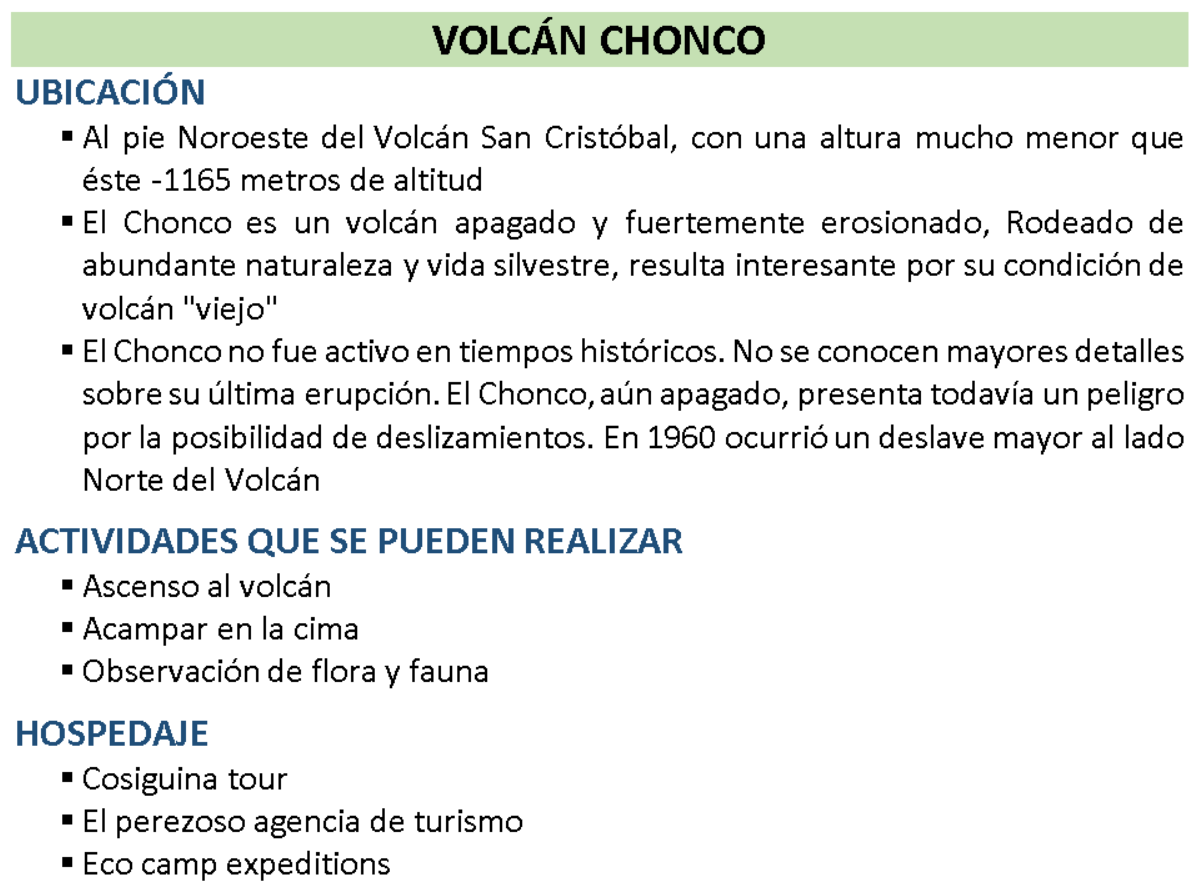 VOLCÁN CHONCO
UBICACIÓN
▪ Al pie Noroeste del Volcán San Cristóbal, con una altura mucho menor que
éste -1165 metros de altitud
▪ El Chonco es un volcán apagado y fuertemente erosionado, Rodeado de
abundante naturaleza y vida silvestre, resulta interesante por su condición de
volcán "viejo"
▪ El Chonco no fue activo en tiempos históricos. No se conocen mayores detalles
sobre su última erupción. El Chonco, aún apagado, presenta todavía un peligro
por la posibilidad de deslizamientos. En 1960 ocurrió un deslave mayor al lado
Norte del Volcán
ACTIVIDADES QUE SE PUEDEN REALIZAR
▪ Ascenso al volcán
▪ Acampar en la cima
▪ Observación de flora y fauna
HOSPEDAJE
▪ Cosiguina tour
▪ El perezoso agencia de turismo
▪ Eco camp expeditions